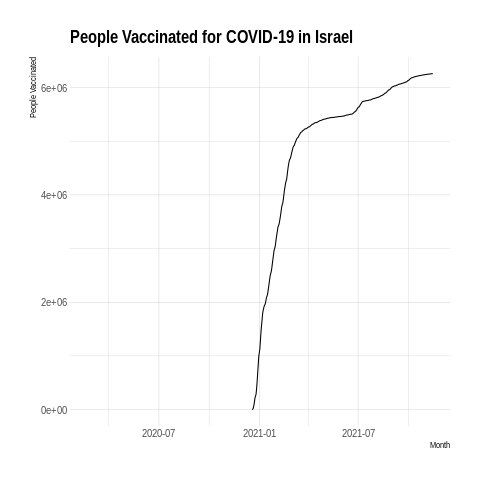 People Vaccinated for COVID-19 in Israel
People Vaccinated
6e+06
4e+06
2e+06
0e+00
2020-07 2021-01 2021-07
Month